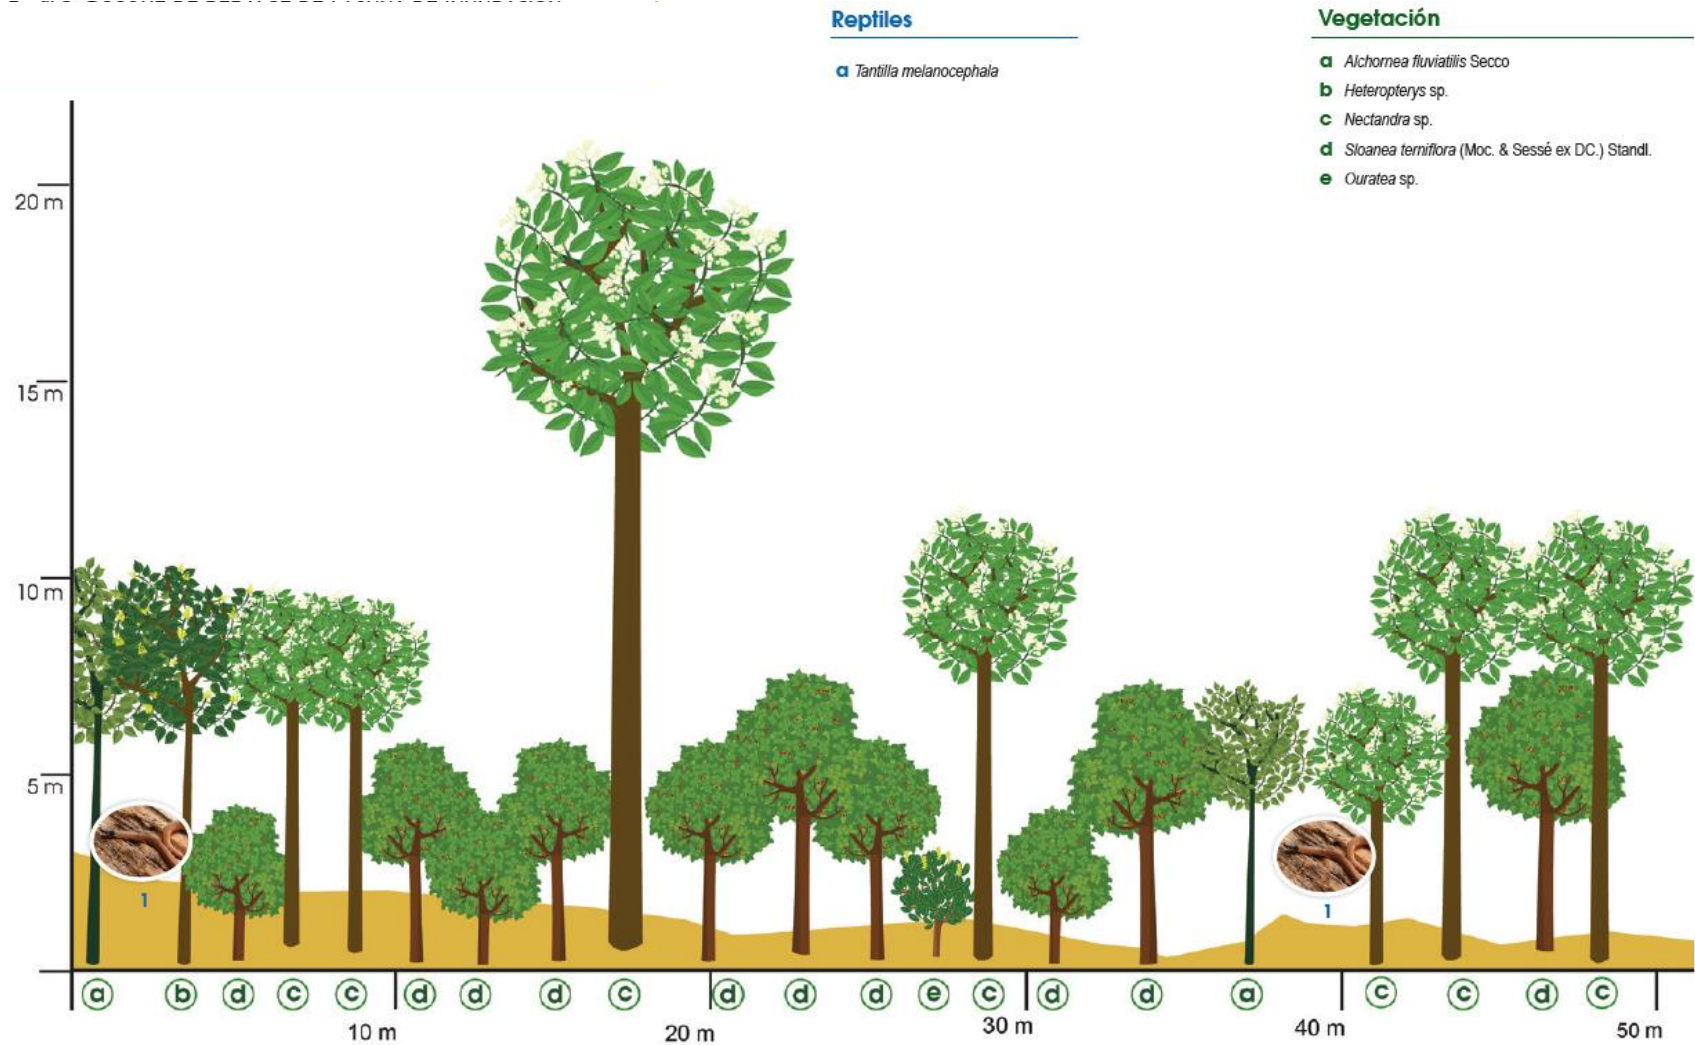 Reptiles
a Tantilla melanocephala
Vegetación
a Alchornea fluviatilis Secco
b Heteropterys sp.
c Nectandra sp.
d Sloanea terniflora (Moc. & Sessé ex DC.) Standl.
e Ouratea sp.
20 m
15 m
10 m
5 m
1
1
a b d c c d d d c d d d e c d d a c c d c
10 m 20 m 30 m 40 m 50 m